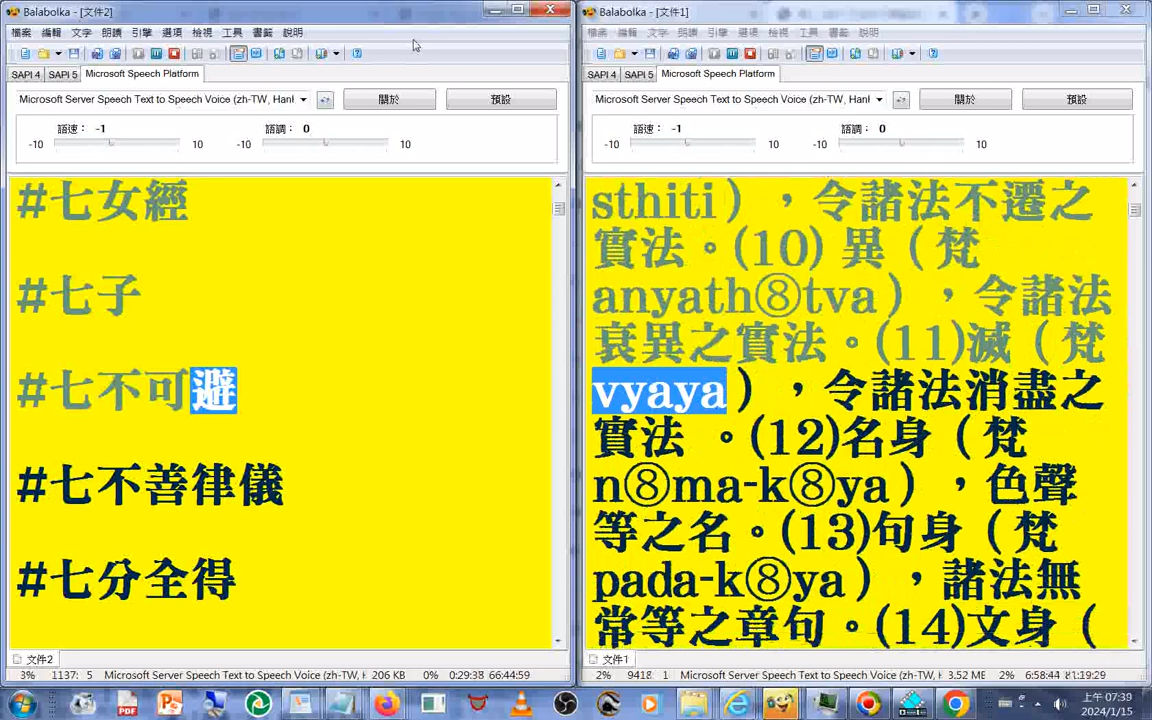 Balabolka - [文件2]
檔案 編輯 文字 朗讀 引擎 選項 檢視 工具 書籤 說明
SAPI 4 SAPI 5 Microsoft Speech Platform
Microsoft Server Speech Text to Speech Voice (zh-TW, Hanl
關於
預設
語速： -1
語調： 0
-10 10 -10 10
#七女經
#七子
#七不可避
#七不善律儀
#七分全得
文件2
3% 1137: 5 Microsoft Server Speech Text to Speech Voice (zh-TW, H 206 KB 0% 0:29:38 66:44:59
Balabolka - [文件1]
檔案 編輯 文字 朗讀 引擎 選項 檢視 工具 書籤 說明
SAPI 4 SAPI 5 Microsoft Speech Platform
Microsoft Server Speech Text to Speech Voice (zh-TW, Hanl
關於
預設
語速： -1
語調： 0
-10 10 -10 10
sthiti），令諸法不遷之
實法。(10) 異（梵
anyath⑧tva），令諸法
衰異之實法。(11)滅（梵
vyaya），令諸法消盡之
實法 。(12)名身（梵
n⑧ma-k⑧ya），色聲
等之名。(13)句身（梵
pada-k⑧ya），諸法無
常等之章句。(14)文身（
文件1
2% 9418: 1 Microsoft Server Speech Text to Speech Voice (zh-TW, H 3.52 MB 2% 6:58:44
上午 07:39
2024/1/15